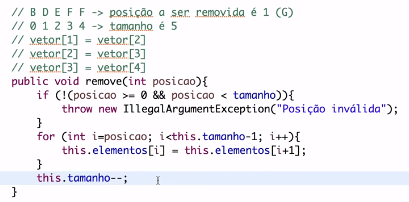 // B D E F F -> posição a ser removida é 1 (G)
// 0 1 2 3 4 -> tamanho é 5
// vetor[1] = vetor[2]
// vetor[2] = vetor[3]
// vetor[3] = vetor[4]
public void remove(int posicao){
if (!(posicao >= 0 && posicao < tamanho)){
throw new IllegalArgumentException("Posição inválida");
}
for (int i=posicao; i<this.tamanho-1; i++){
this.elementos[i] = this.elementos[i+1];
}
this.tamanho--;
}